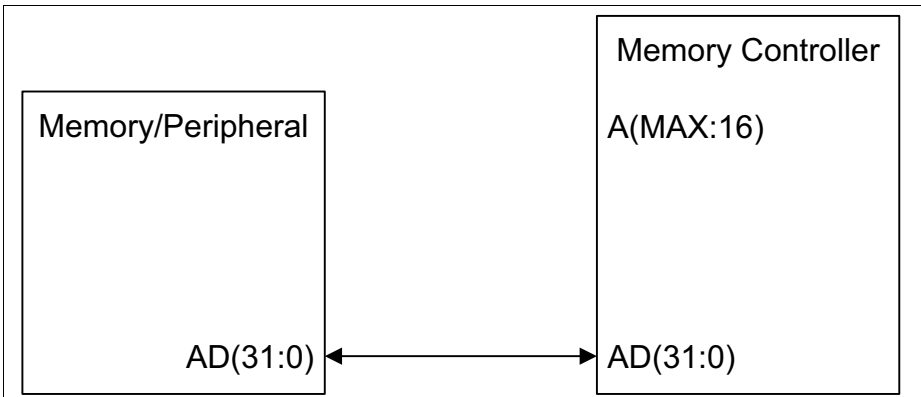 Memory Controller
Memory/Peripheral
A(MAX:16)
AD(31:0)
AD(31:0)